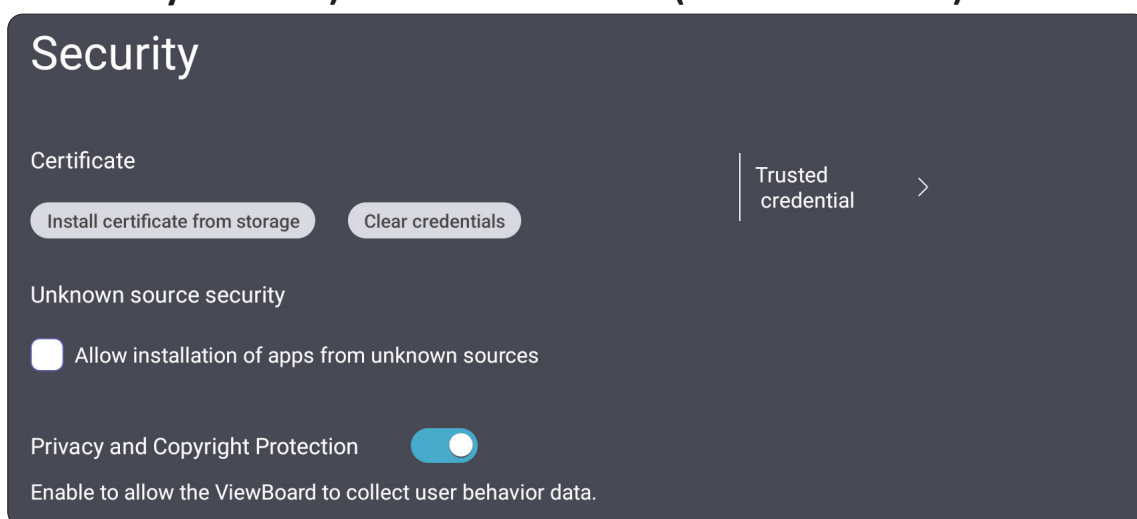 Security
Certificate
Trusted
credential
Install certificate from storage
Clear credentials
Unknown source security
Allow installation of apps from unknown sources
Privacy and Copyright Protection
Enable to allow the ViewBoard to collect user behavior data.